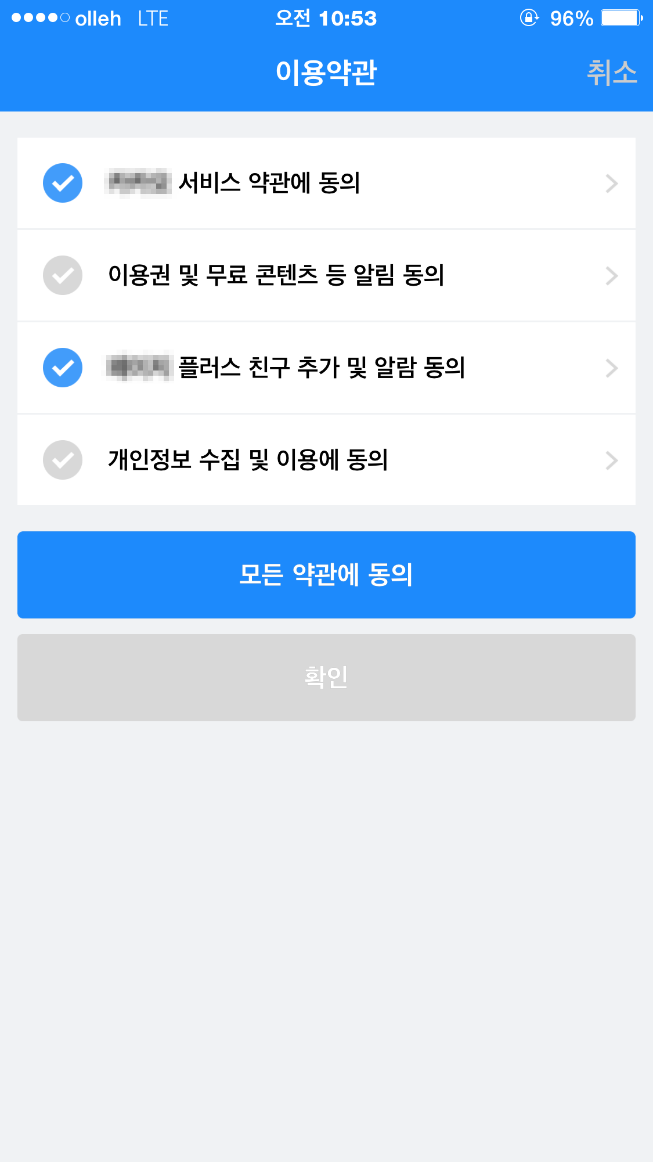 olleh LTE 오전 10:53 96%
이용약관 취소
서비스 약관에 동의
이용권 및 무료 콘텐츠 등 알림 동의
플러스 친구 추가 및 알람 동의
개인정보 수집 및 이용에 동의
모든 약관에 동의
확인